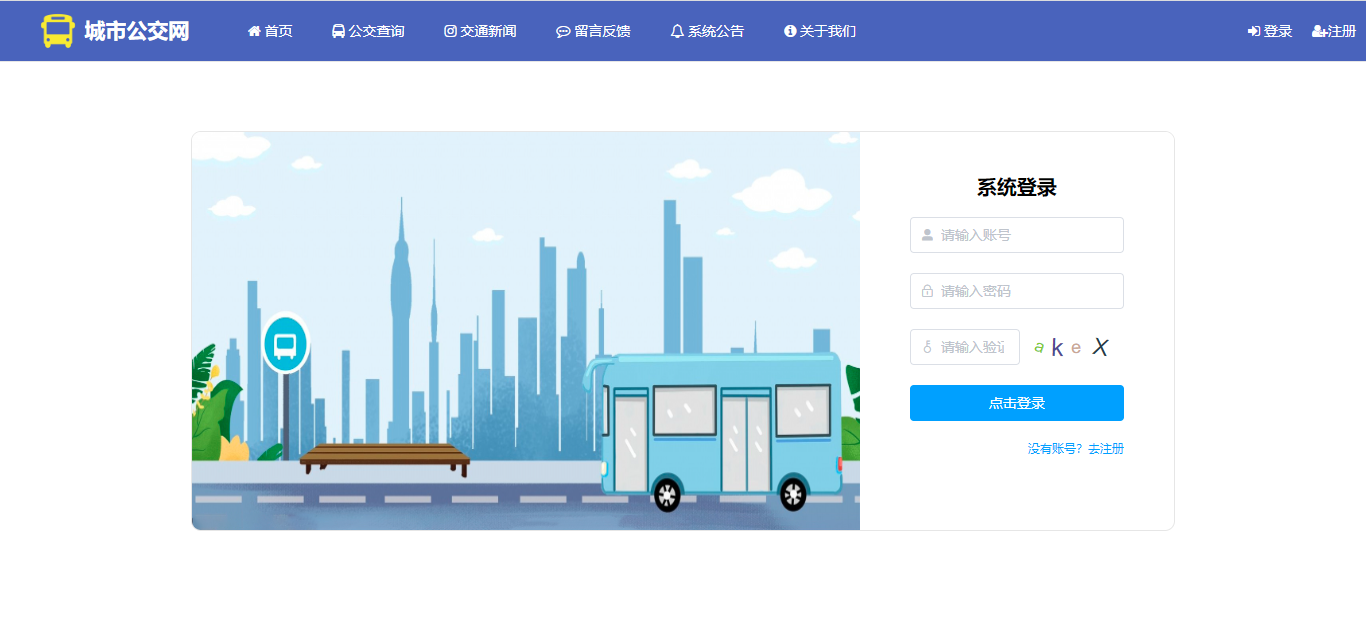 城市公交网 首页 公交查询 交通新闻 留言反馈 系统公告 关于我们 登录 注册
系统登录
请输入账号
请输入密码
请输入验 a k e X
点击登录
没有账号？去注册